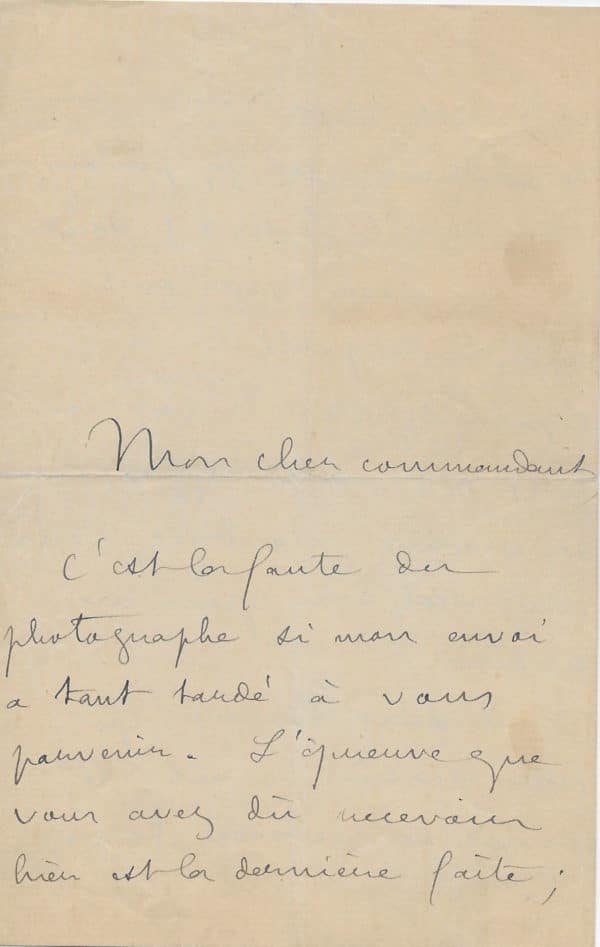 Mon cher commandant
C'est la faute du
photographe si mon envoi
a tant tardé à vous
parvenir. L'épreuve que
vous avez dû recevoir
hier est la dernière faite ;